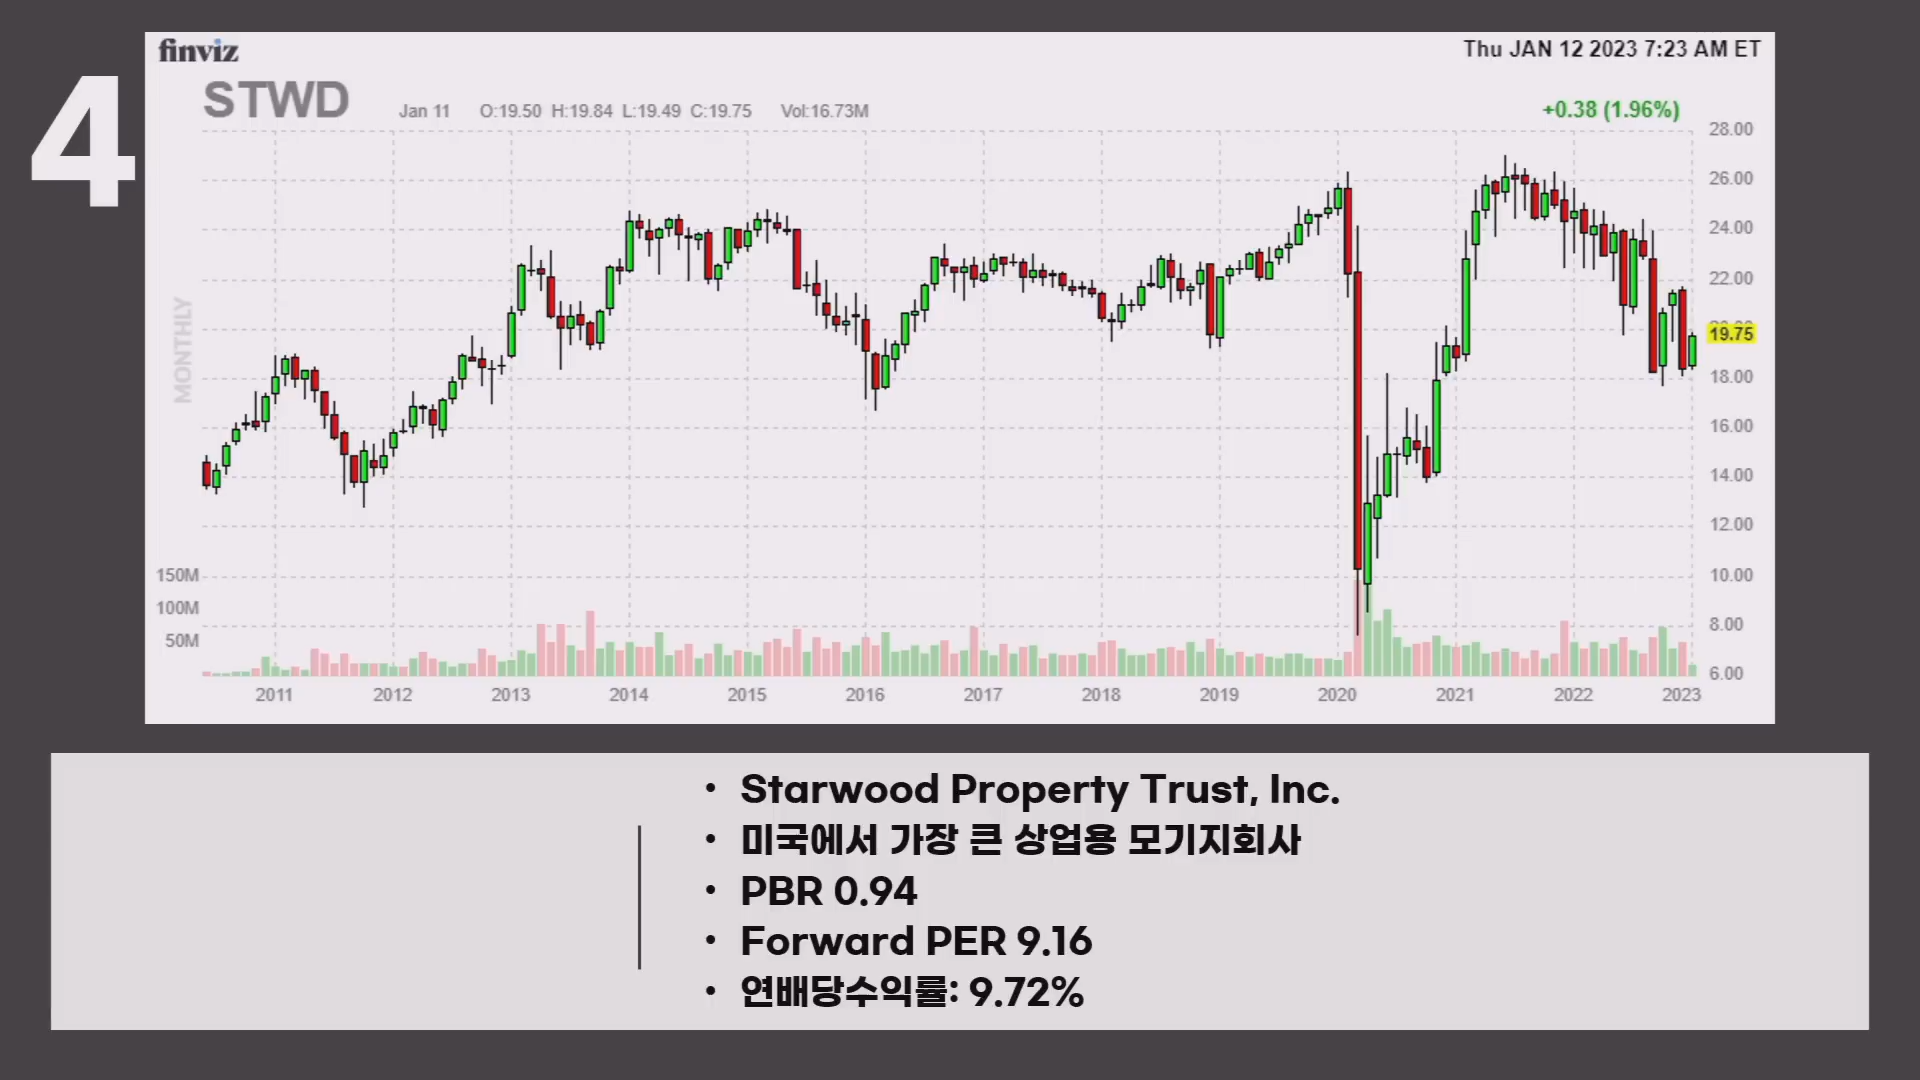 finviz
Thu JAN 12 2023 7:23 AM ET
4
STWD
Jan 11 O:19.50 H:19.84 L:19.49 C:19.75 Vol:16.73M
+0.38 (1.96%)
28.00
26.00
24.00
22.00
19.75
18.00
16.00
14.00
12.00
10.00
8.00
6.00
MONTHLY
150M
100M
50M
2011 2012 2013 2014 2015 2016 2017 2018 2019 2020 2021 2022 2023
• Starwood Property Trust, Inc.
• 미국에서 가장 큰 상업용 모기지회사
• PBR 0.94
• Forward PER 9.16
• 연배당수익률: 9.72%